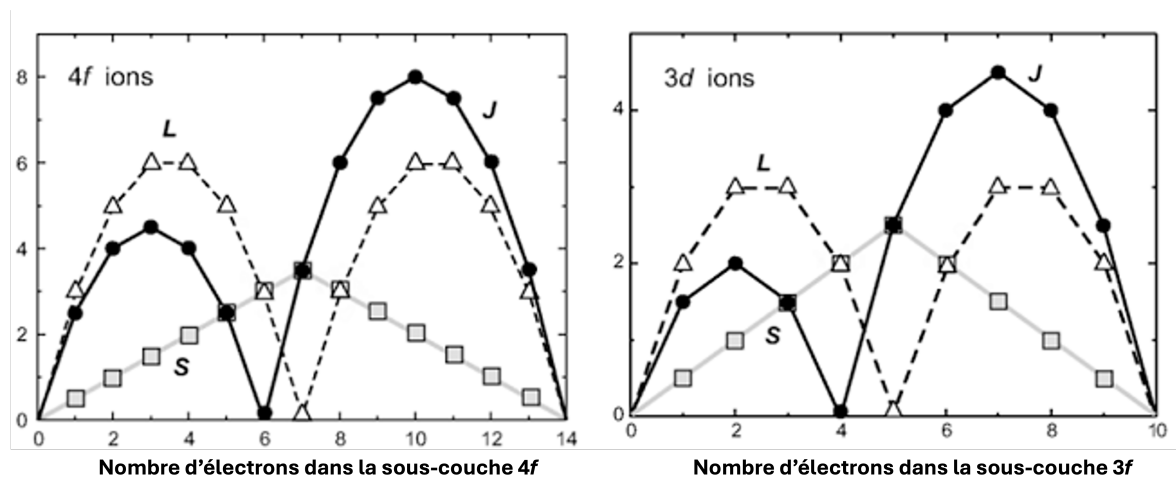 4f ions
L
J
S
8
6
4
2
0
0 2 4 6 8 10 12 14
Nombre d’électrons dans la sous-couche 4f
3d ions
L
J
S
4
2
0
0 2 4 6 8 10
Nombre d’électrons dans la sous-couche 3f